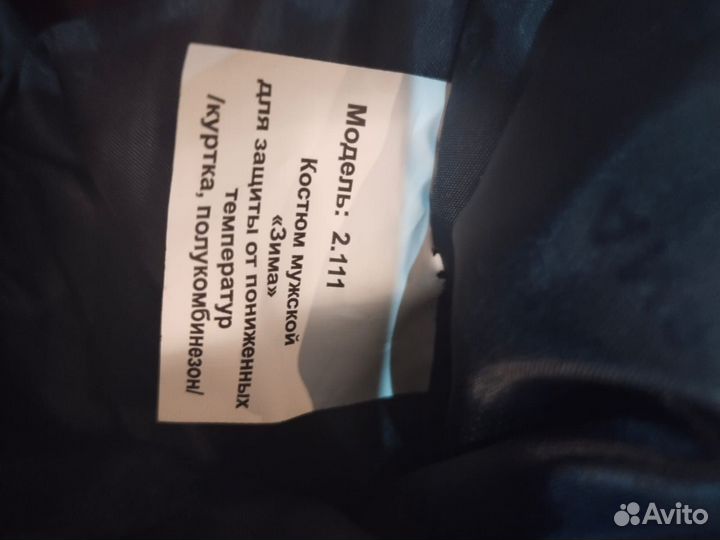 Модель: 2.111
Костюм мужской
«Зима»
для защиты от пониженных
температур
/куртка, полукомбинезон/
Avito